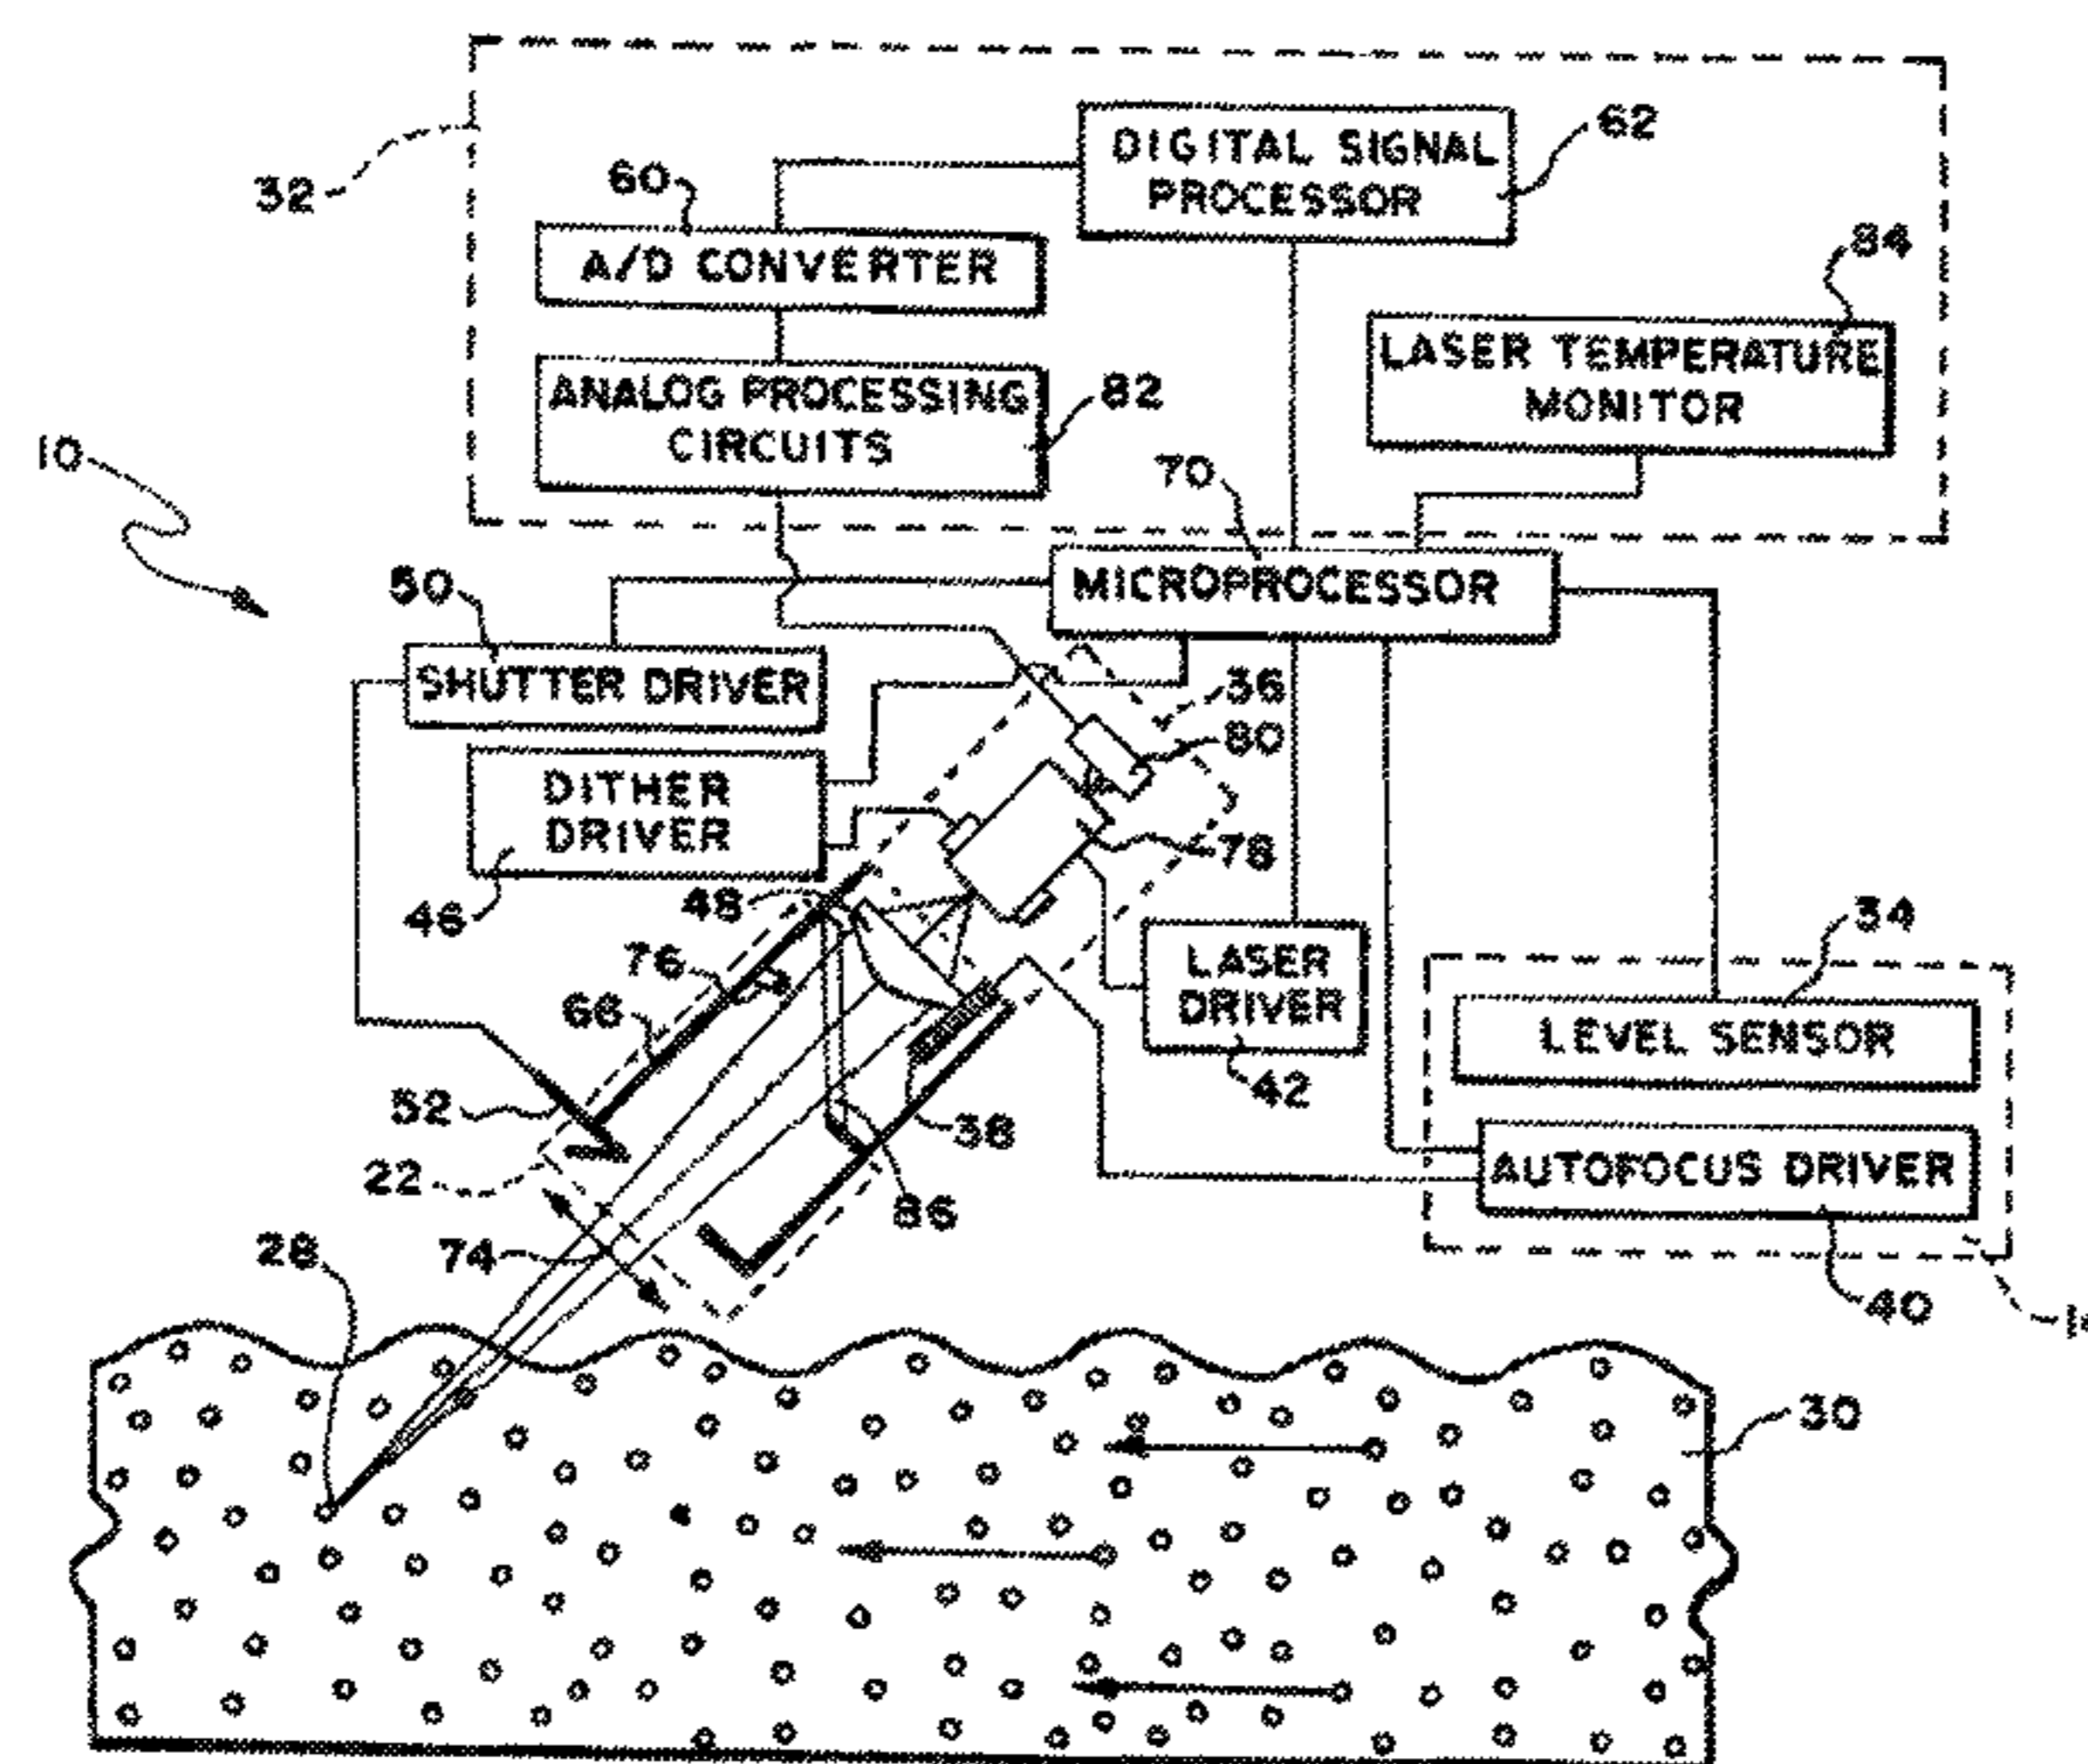 62
DIGITAL SIGNAL
PROCESSOR
32
60
A/D CONVERTER
84
LASER TEMPERATURE
MONITOR
ANALOG PROCESSING
CIRCUITS
82
10
70
MICROPROCESSOR
50
SHUTTER DRIVER
36
80
DITHER
DRIVER
78
46
48
34
76
LASER
DRIVER
66
LEVEL SENSOR
52
42
38
22
AUTOFOCUS DRIVER
86
28
74
40
30